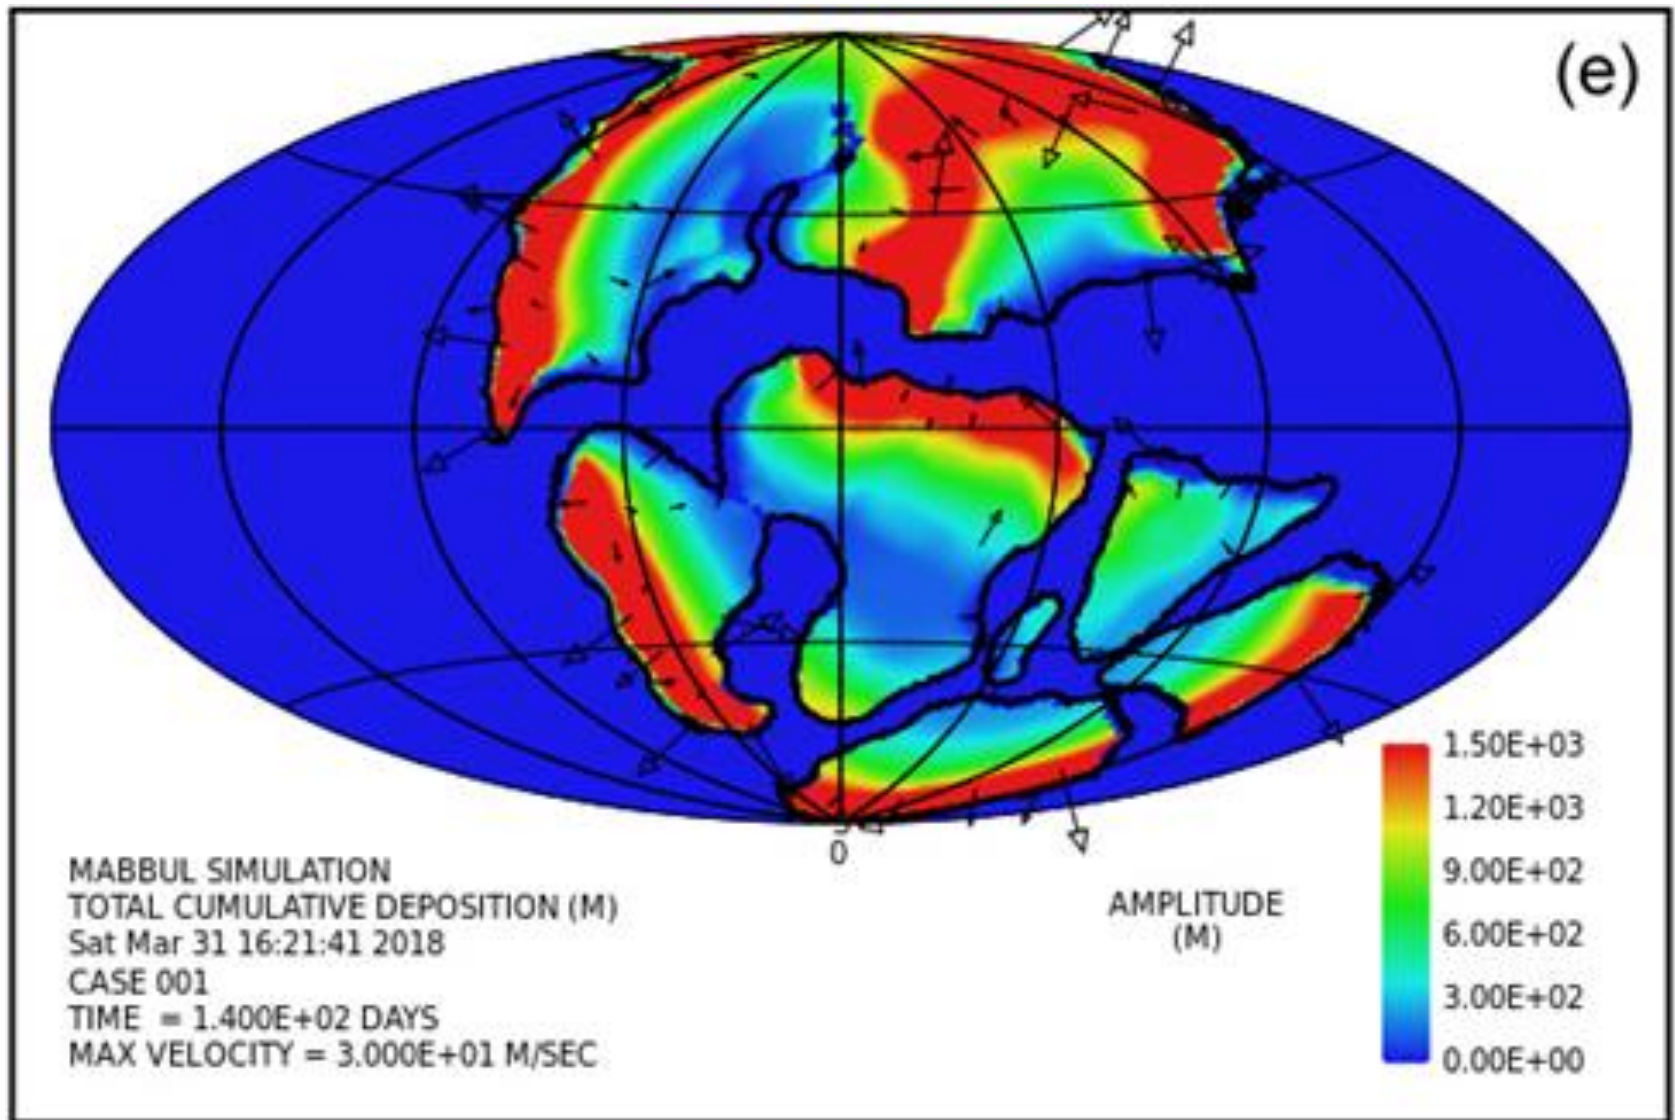 (e)
0
MABBUL SIMULATION
TOTAL CUMULATIVE DEPOSITION (M)
Sat Mar 31 16:21:41 2018
CASE 001
TIME = 1.400E+02 DAYS
MAX VELOCITY = 3.000E+01 M/SEC
AMPLITUDE
(M)
1.50E+03
1.20E+03
9.00E+02
6.00E+02
3.00E+02
0.00E+00